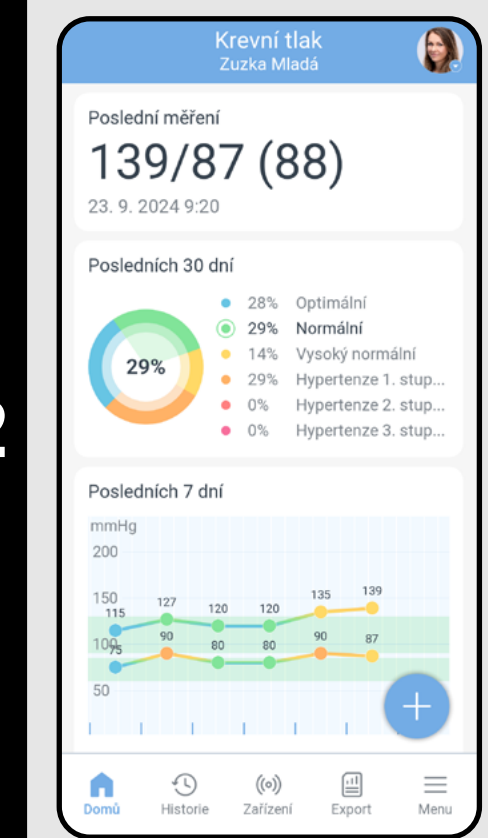 Krevní tlak
Zuzka Mladá
Poslední měření
139/87 (88)
23. 9. 2024 9:20
Posledních 30 dní
28% Optimální
29% Normální
14% Vysoký normální
29% Hypertenze 1. stup...
0% Hypertenze 2. stup...
0% Hypertenze 3. stup...
29%
2
Posledních 7 dní
mmHg
200
150
115 127 120 120 135 139
100
75 90 80 80 90 87
50
Domů Historie Zařízení Export Menu